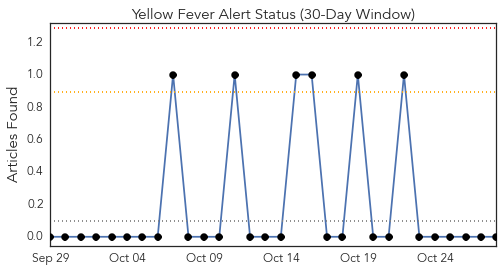 Yellow Fever Alert Status (30-Day Window)
Articles Found
1.2
1.0
0.8
0.6
0.4
0.2
0.0
Sep 29 Oct 04 Oct 09 Oct 14 Oct 19 Oct 24